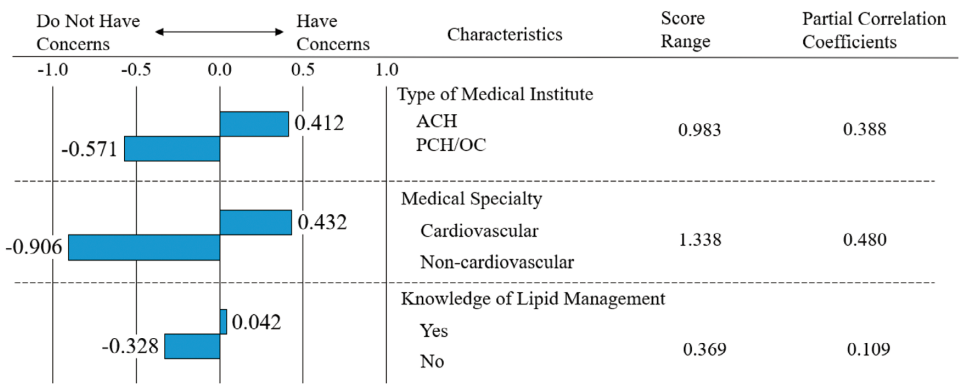 Do Not Have Concerns
Have Concerns
Characteristics
Score Range
Partial Correlation Coefficients
-1.0 -0.5 0.0 0.5 1.0
Type of Medical Institute
0.412 ACH
-0.571 PCH/OC
0.983 0.388
Medical Specialty
0.432 Cardiovascular
-0.906 Non-cardiovascular
1.338 0.480
Knowledge of Lipid Management
0.042 Yes
-0.328 No
0.369 0.109